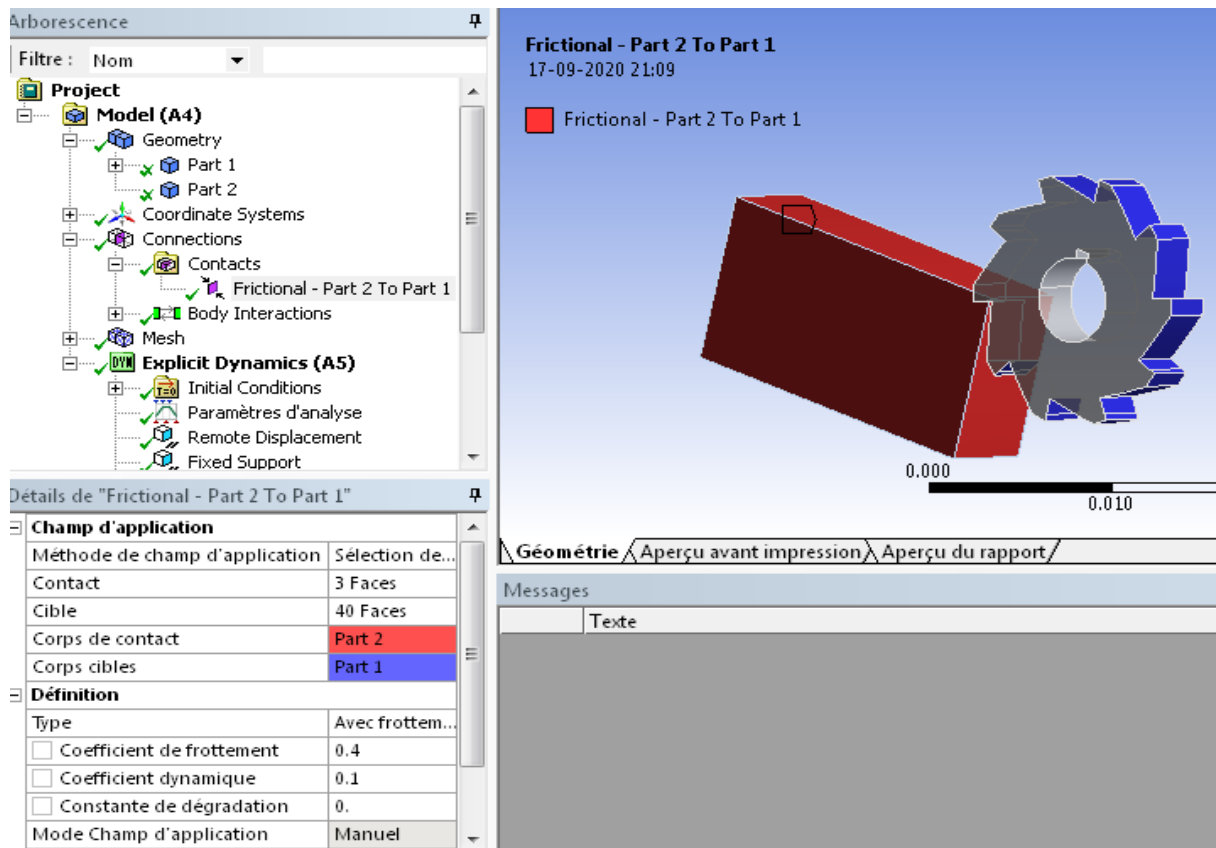 Arborescence
Filtre : Nom
Project
Model (A4)
Geometry
Part 1
Part 2
Coordinate Systems
Connections
Contacts
Frictional - Part 2 To Part 1
Body Interactions
Mesh
DYN Explicit Dynamics (A5)
T=0 Initial Conditions
Paramètres d'analyse
Remote Displacement
Fixed Support
Détails de "Frictional - Part 2 To Part 1"
Champ d'application
Méthode de champ d'application Sélection de...
Contact 3 Faces
Cible 40 Faces
Corps de contact Part 2
Corps cibles Part 1
Définition
Type Avec frottem...
Coefficient de frottement 0.4
Coefficient dynamique 0.1
Constante de dégradation 0.
Mode Champ d'application Manuel
Frictional - Part 2 To Part 1
17-09-2020 21:09
Frictional - Part 2 To Part 1
0.000
0.010
Géométrie Aperçu avant impression Aperçu du rapport
Messages
Texte